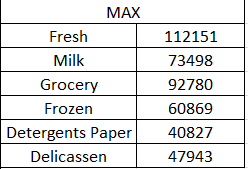 MAX
Fresh 112151
Milk 73498
Grocery 92780
Frozen 60869
Detergents Paper 40827
Delicassen 47943